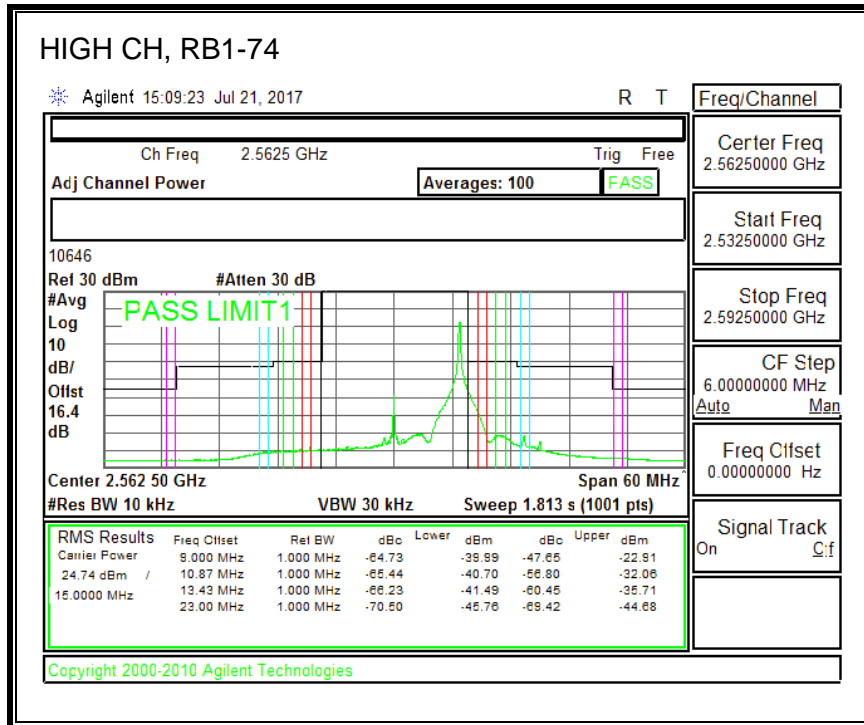 HIGH CH, RB1-74
Agilent 15:09:23 Jul 21, 2017 R T
Freq/Channel
Ch Freq 2.5625 GHz Trig Free
Adj Channel Power Averages: 100 PASS
10646
Ref 30 dBm #Atten 30 dB
#Avg
Log
10
dB/
Offst
16.4
dB
PASS LIMIT1
Center 2.562 50 GHz Span 60 MHz
#Res BW 10 kHz VBW 30 kHz Sweep 1.813 s (1001 pts)
RMS Results Freq Offset Ref BW dBc Lower dBm dBc Upper dBm
Carrier Power 9.000 MHz 1.000 MHz -64.73 -39.99 -47.65 -22.91
24.74 dBm / 10.87 MHz 1.000 MHz -65.44 -40.70 -56.80 -32.06
15.0000 MHz 13.43 MHz 1.000 MHz -66.23 -41.49 -60.45 -35.71
23.00 MHz 1.000 MHz -70.50 -45.76 -69.42 -44.68
Center Freq
2.56250000 GHz
Start Freq
2.53250000 GHz
Stop Freq
2.59250000 GHz
CF Step
6.00000000 MHz
Auto Man
Freq Offset
0.00000000 Hz
Signal Track
On Off
Copyright 2000-2010 Agilent Technologies